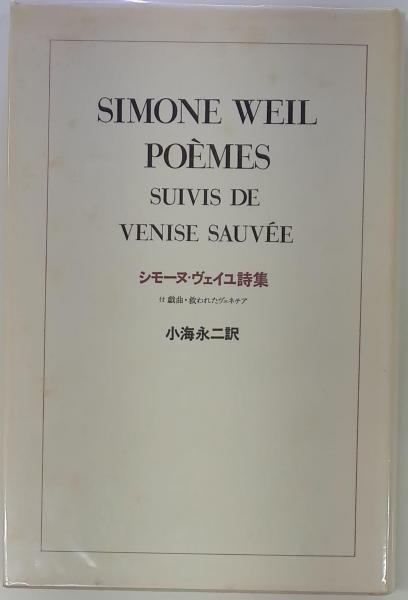 SIMONE WEIL
POÈMES
SUIVIS DE
VENISE SAUVÉE
シモーヌ・ヴェイユ詩集
付 戯曲・救われたヴェネチア
小海永二訳